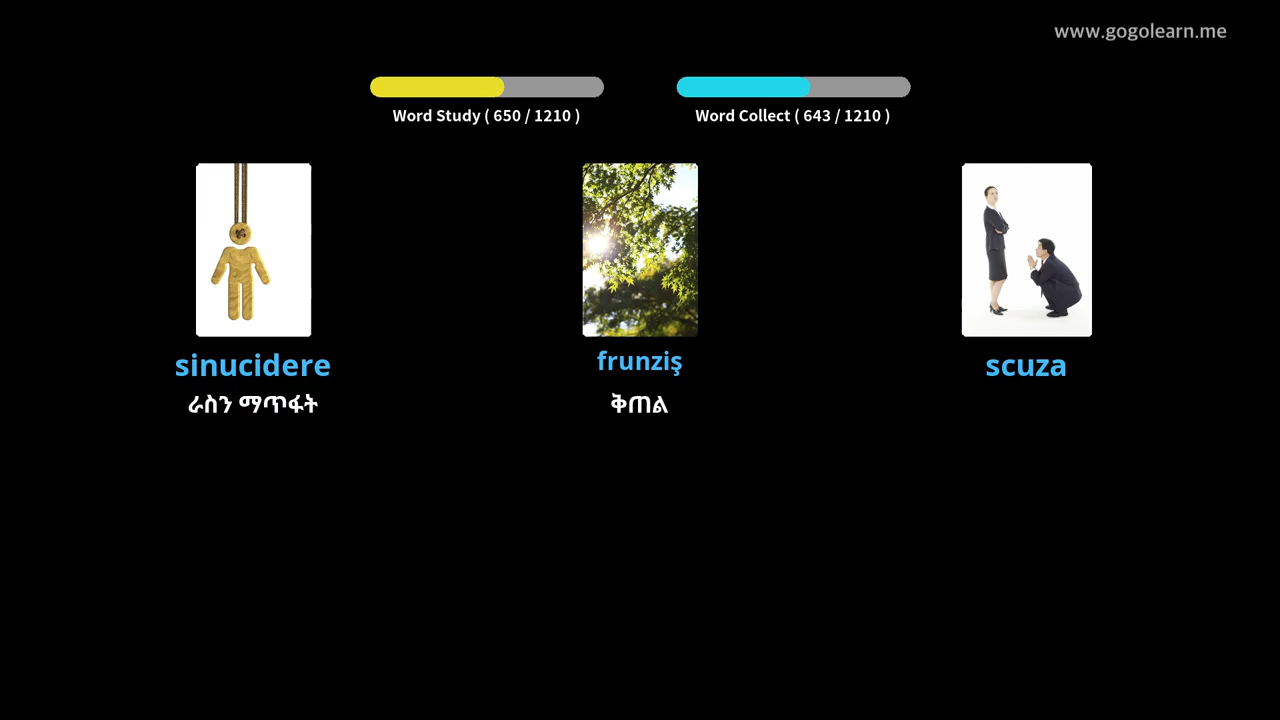 www.gogolearn.me
Word Study ( 650 / 1210 )
Word Collect ( 643 / 1210 )
sinucidere
frunziş
scuza
ራስን ማጥፋት
ቅጠል